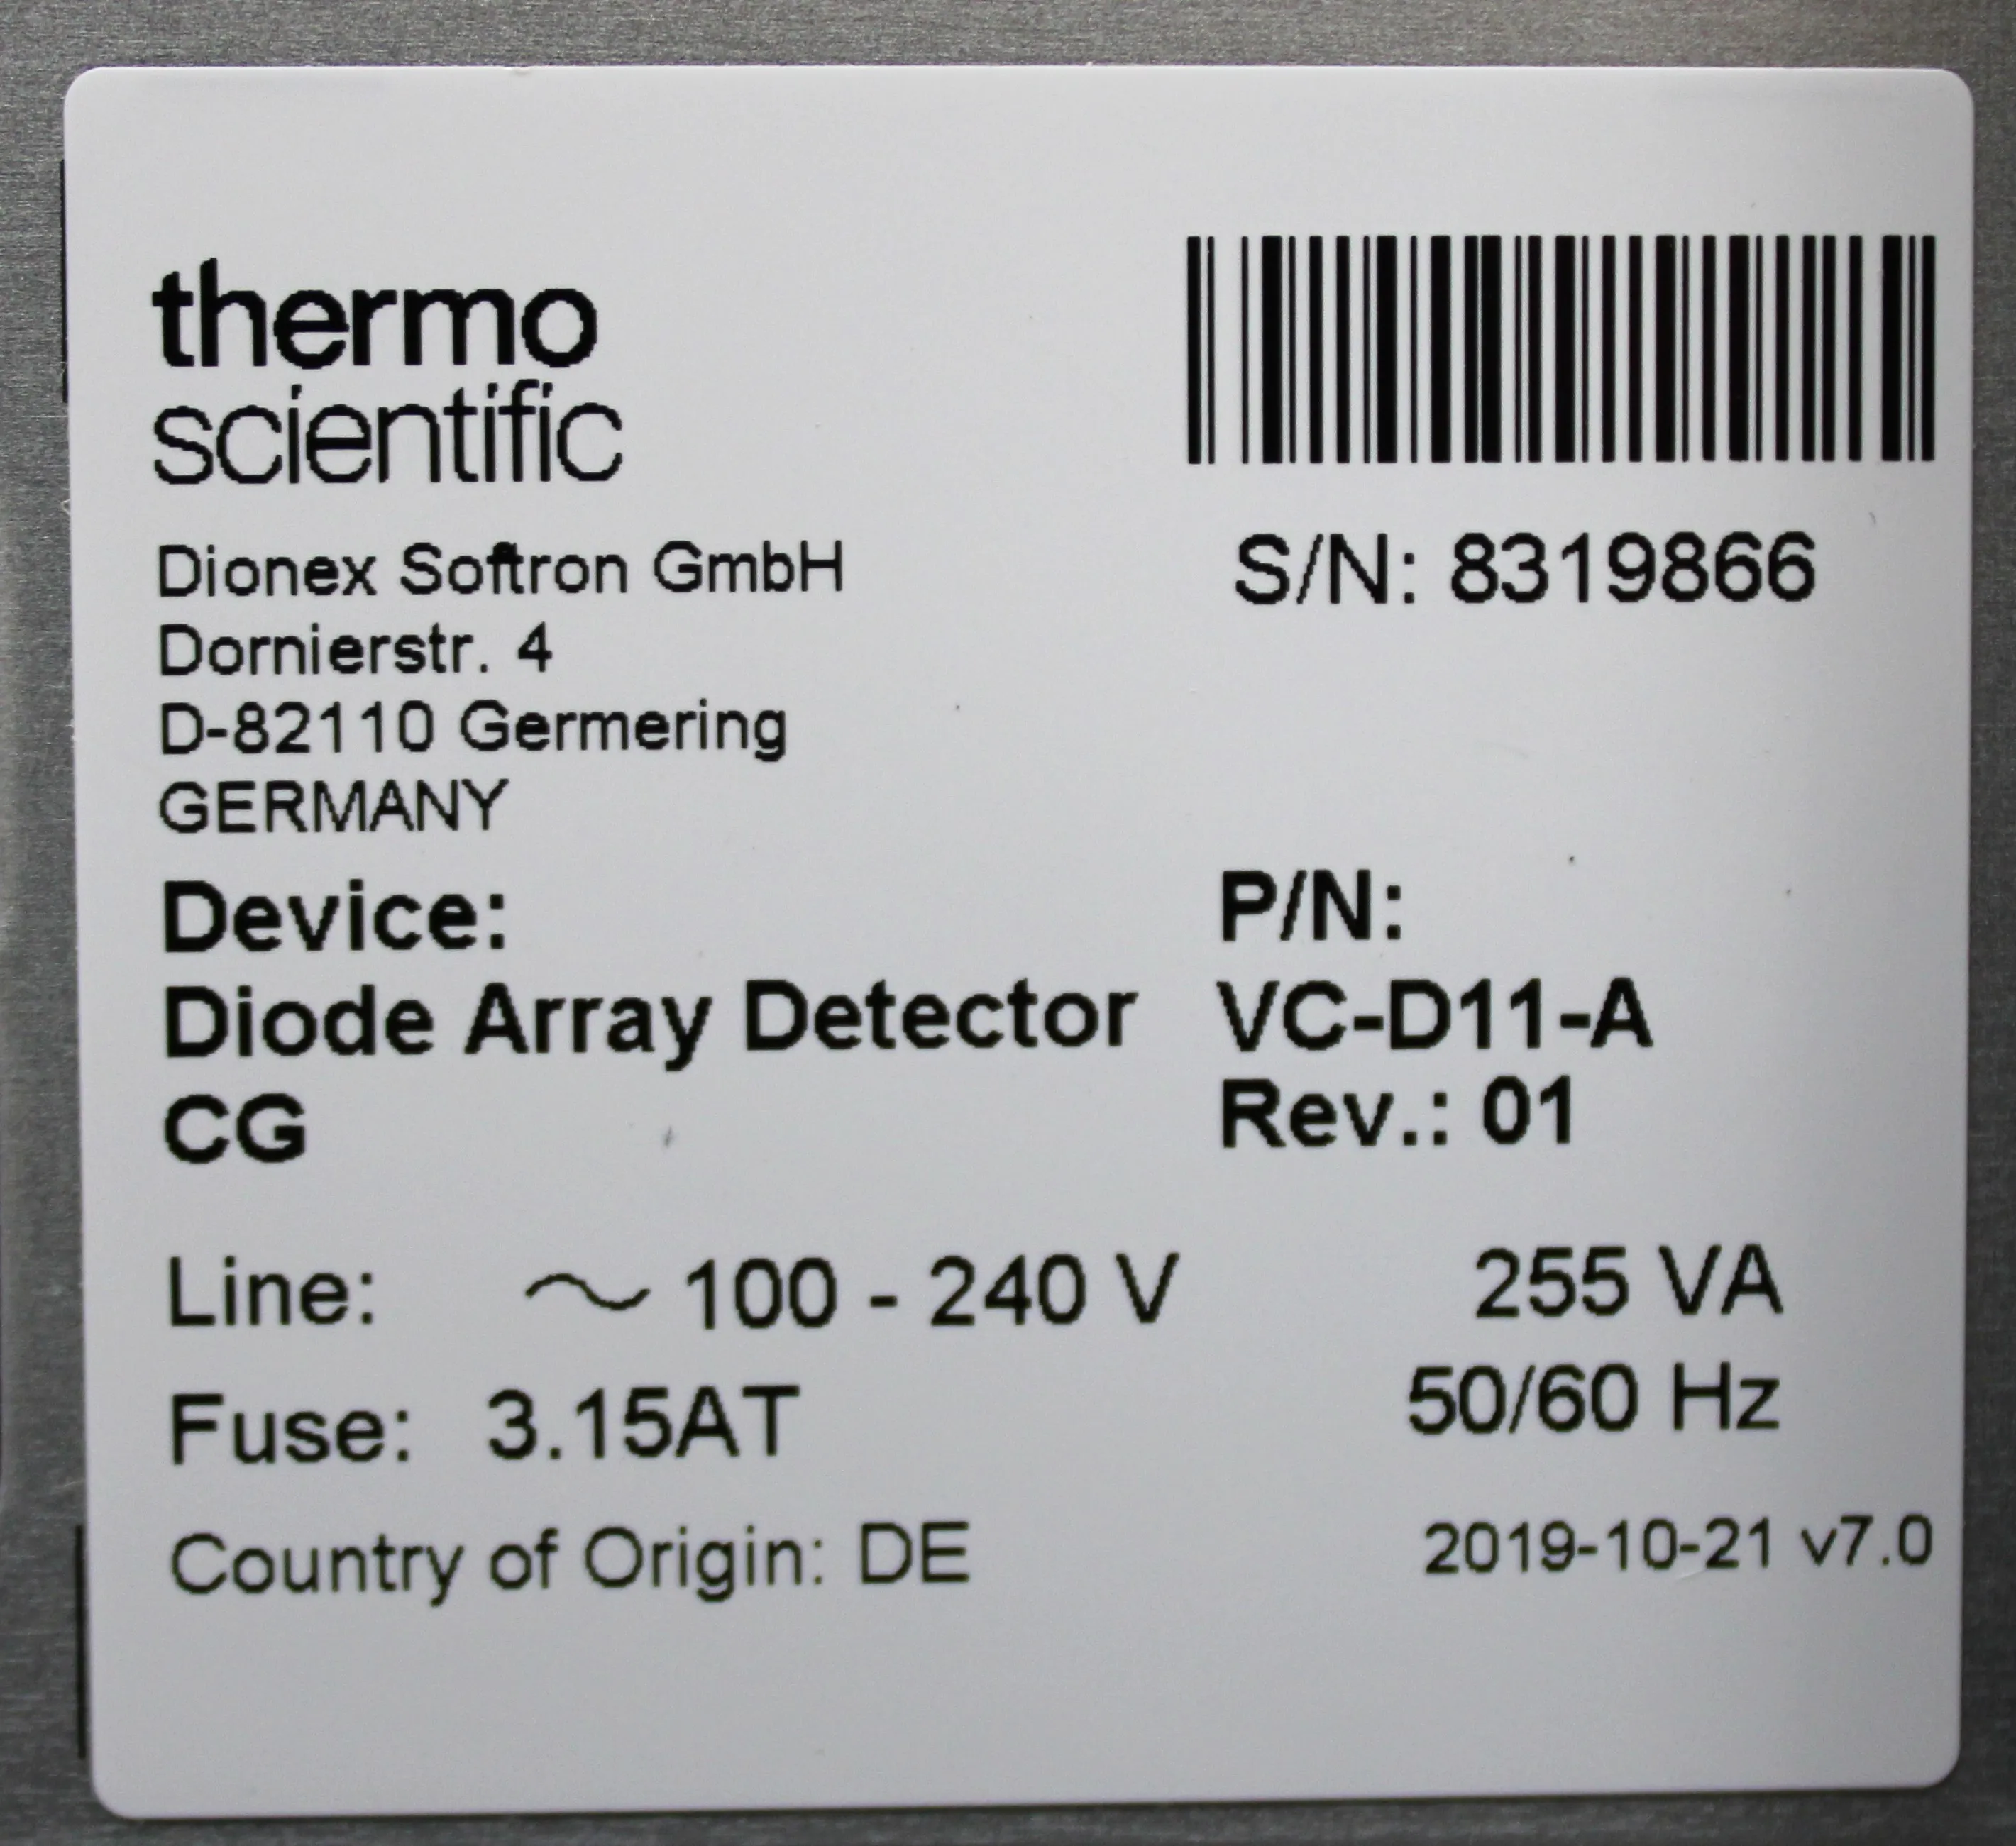 thermo
scientific
Dionex Softron GmbH
Dornierstr. 4
D-82110 Germering
GERMANY
S/N: 8319866
Device:
Diode Array Detector
CG
P/N:
VC-D11-A
Rev.: 01
Line: ~ 100 - 240 V 255 VA
Fuse: 3.15AT 50/60 Hz
Country of Origin: DE 2019-10-21 v7.0